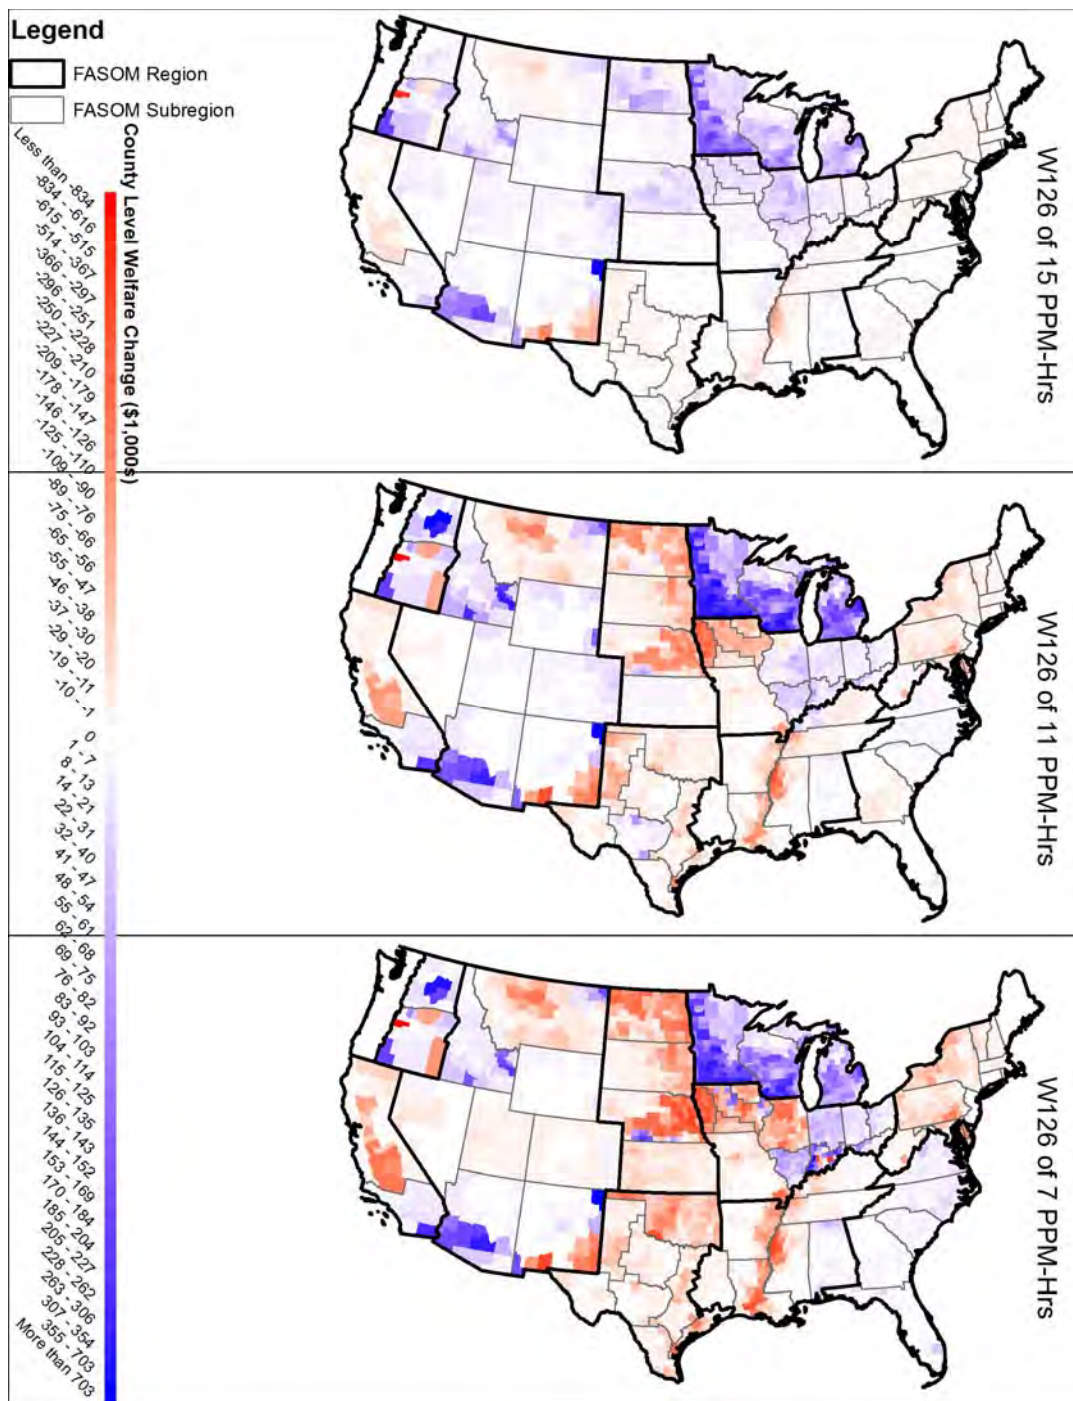 Legend
FASOM Region
FASOM Subregion
County Level Welfare Change ($1,000s)
Less than -834
-834 - -616
-615 - -515
-514 - -367
-366 - -297
-296 - -251
-250 - -228
-227 - -210
-209 - -179
-178 - -147
-146 - -126
-125 - -110
-109 - -90
-89 - -76
-75 - -66
-65 - -56
-55 - -47
-46 - -38
-37 - -30
-29 - -20
-19 - -11
-10 - -1
0
1 - 7
8 - 13
14 - 21
22 - 31
32 - 40
41 - 47
48 - 54
55 - 61
62 - 68
69 - 75
76 - 82
83 - 92
93 - 103
104 - 114
115 - 125
126 - 135
136 - 143
144 - 152
153 - 169
170 - 184
185 - 204
205 - 227
228 - 262
263 - 306
307 - 354
355 - 703
More than 703
W126 of 15 PPM-Hrs
W126 of 11 PPM-Hrs
W126 of 7 PPM-Hrs